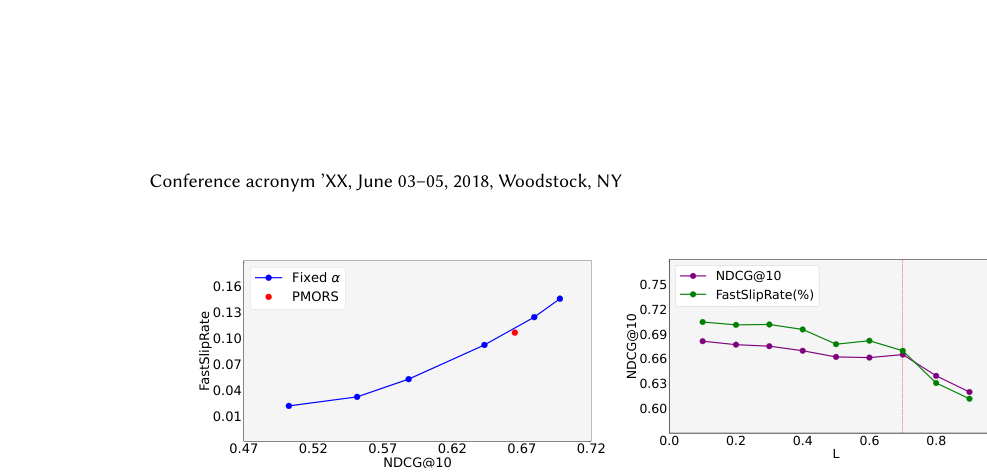 Conference acronym ’XX, June 03–05, 2018, Woodstock, NY
Fixed α
PMORS
FastSlipRate
0.16
0.13
0.10
0.07
0.04
0.01
0.47 0.52 0.57 0.62 0.67 0.72
NDCG@10
NDCG@10
FastSlipRate(%)
NDCG@10
0.75
0.72
0.69
0.66
0.63
0.60
0.0 0.2 0.4 0.6 0.8
L